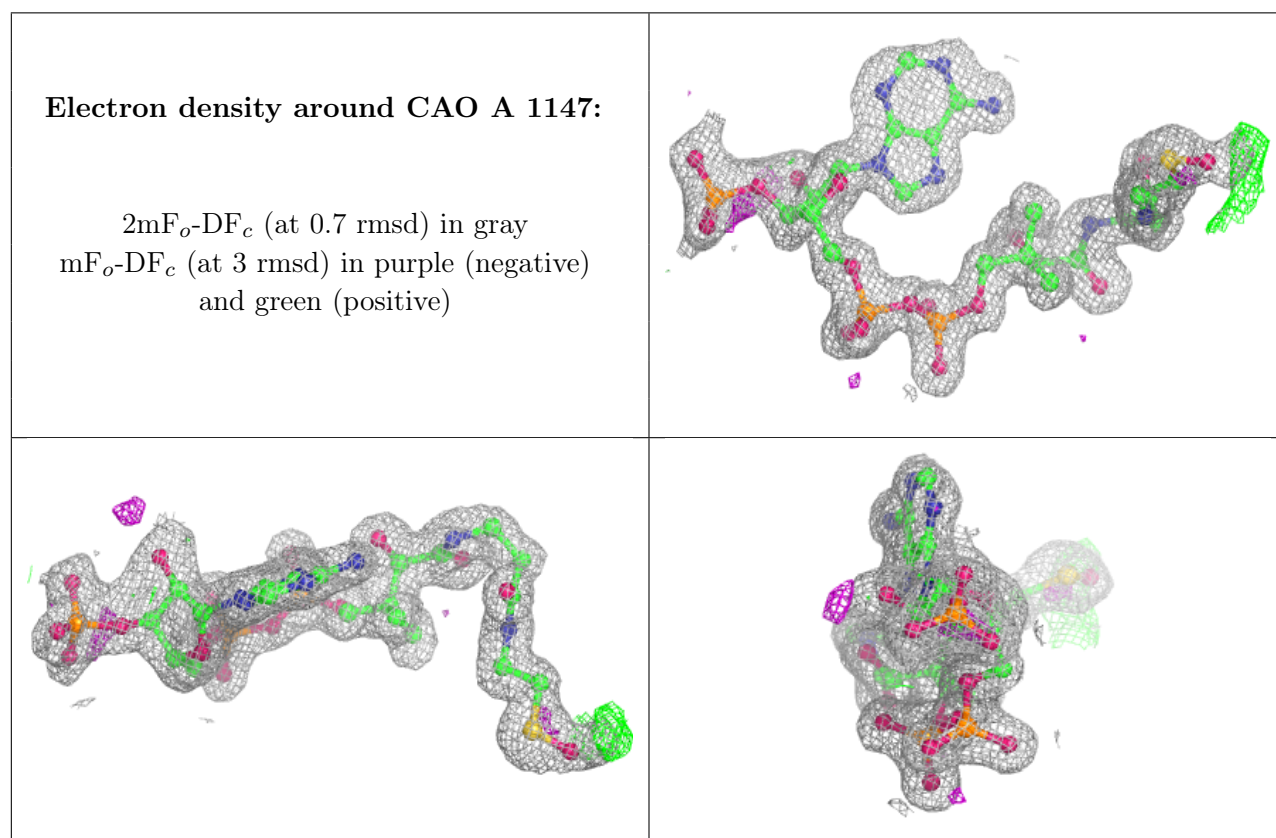 Electron density around CAO A 1147:
2mFo-DFc (at 0.7 rmsd) in gray
mFo-DFc (at 3 rmsd) in purple (negative)
and green (positive)